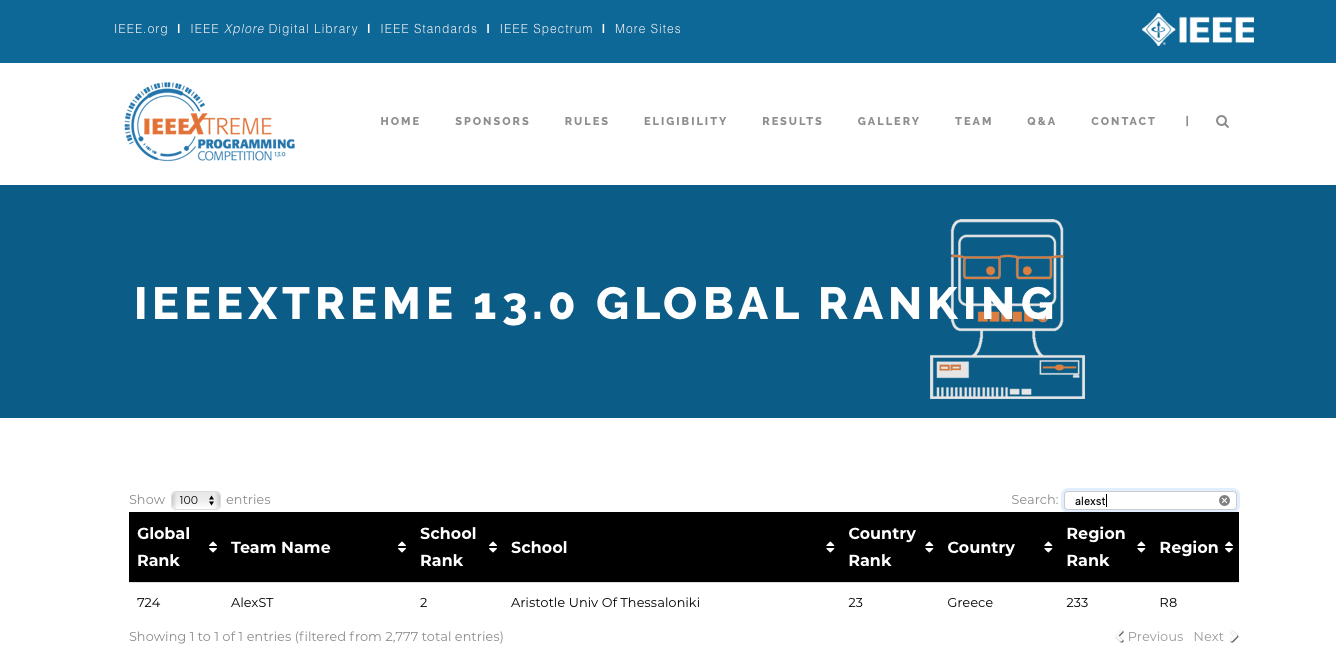 IEEE.org | IEEE Xplore Digital Library | IEEE Standards | IEEE Spectrum | More Sites
IEEE
IEEEXTREME
PROGRAMMING
COMPETITION 13.0
HOME SPONSORS RULES ELIGIBILITY RESULTS GALLERY TEAM Q&A CONTACT |
IEEEXTREME 13.0 GLOBAL RANKING
Show 100 entries Search: alexst
Global Rank Team Name School Rank School Country Rank Country Region Rank Region
724 AlexST 2 Aristotle Univ Of Thessaloniki 23 Greece 233 R8
Showing 1 to 1 of 1 entries (filtered from 2,777 total entries) Previous Next